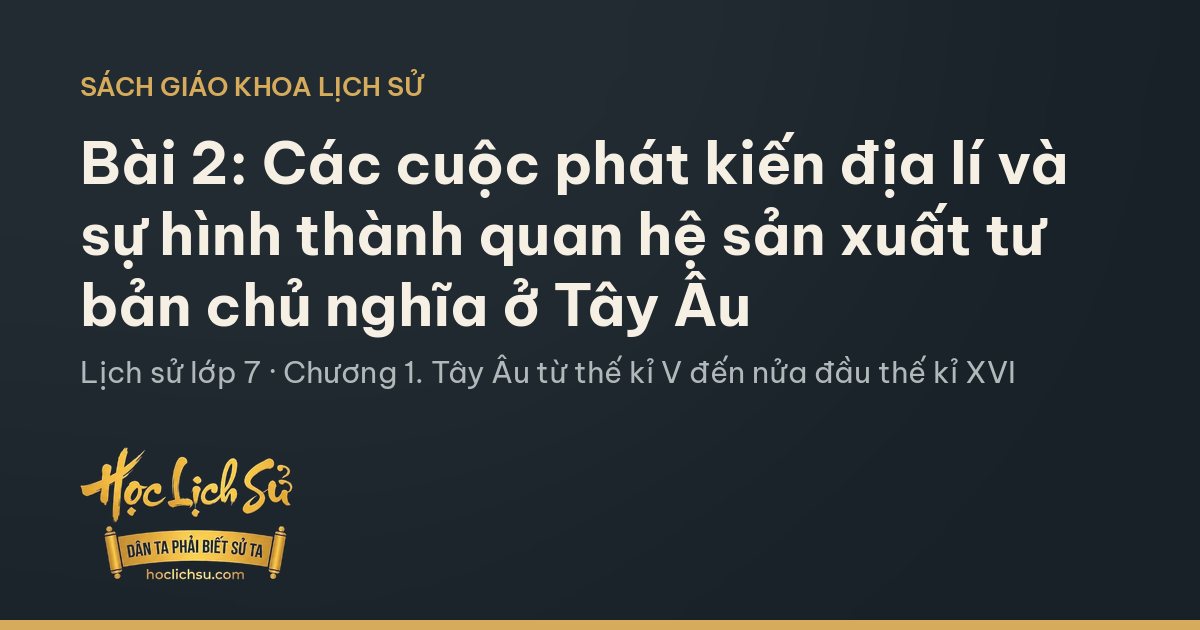 SÁCH GIÁO KHOA LỊCH SỬ
Bài 2: Các cuộc phát kiến địa lí và
sự hình thành quan hệ sản xuất tư
bản chủ nghĩa ở Tây Âu
Lịch sử lớp 7 · Chương 1. Tây Âu từ thế kỉ V đến nửa đầu thế kỉ XVI
Học Lịch Sử
DÂN TA PHẢI BIẾT SỬ TA
hoclichsu.com